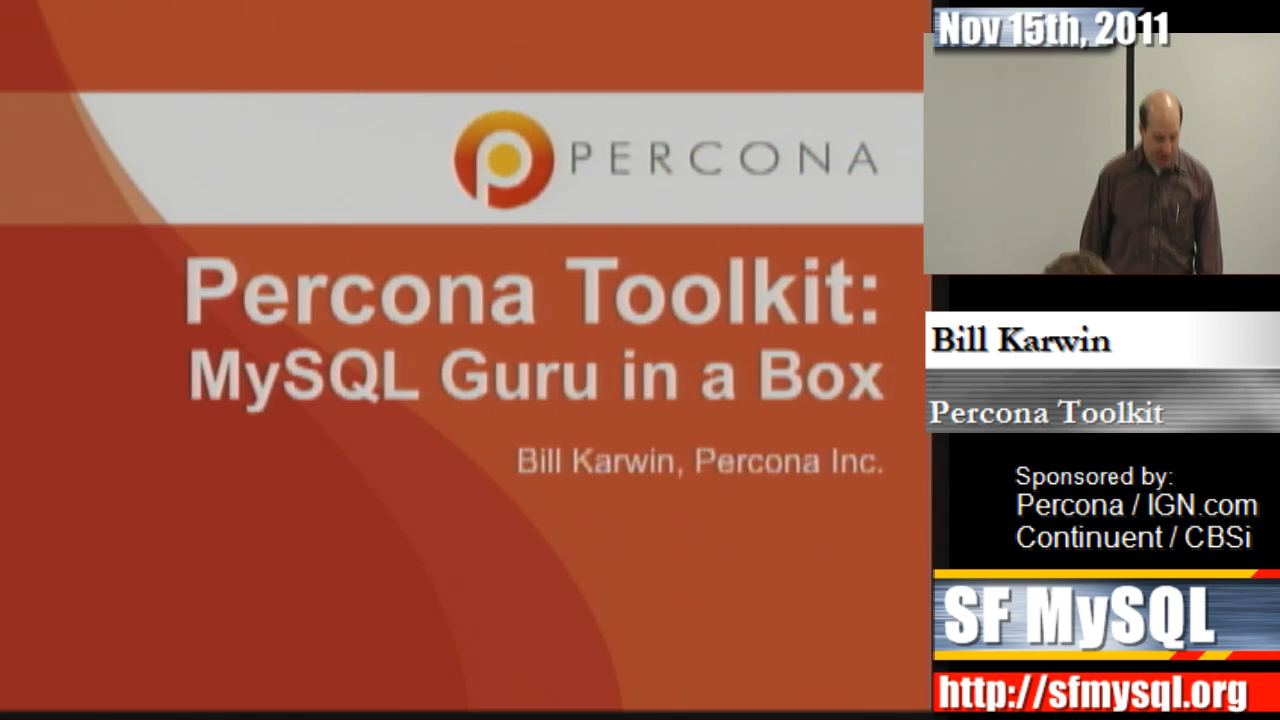 PERCONA
Percona Toolkit:
MySQL Guru in a Box
Bill Karwin, Percona Inc.
Nov 15th, 2011
Bill Karwin
Percona Toolkit
Sponsored by:
Percona / IGN.com
Continuent / CBSi
SF MySQL
http://sfmysql.org